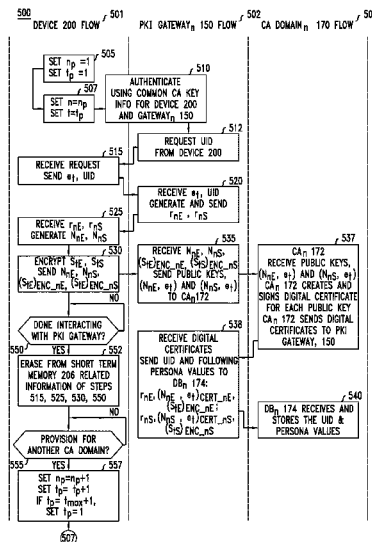 500
DEVICE 200 FLOW
501
PKI GATEWAYn 150 FLOW
502
CA DOMAINn 170 FLOW
505
SET np =1
SET tp =1
507
SET n=np
SET t=tp
510
AUTHENTICATE
USING COMMON CA KEY
INFO FOR DEVICE 200
AND GATEWAYn 150
512
REQUEST UID
FROM DEVICE 200
515
RECEIVE REQUEST
SEND et, UID
520
RECEIVE et, UID
GENERATE AND SEND
rnE , rnS
525
RECEIVE rnE, rnS
GENERATE NnE, NnS
530
ENCRYPT StE, StS
SEND NnE, NnS,
(StE)ENC_nE, (StS)ENC_nS
535
RECEIVE NnE, NnS,
(StE)ENC_nE, (StS)ENC_nS
SEND PUBLIC KEYS,
(NnE, et) AND (NnS, et)
TO CAn172
537
CAn 172
RECEIVE PUBLIC KEYS,
(NnE, et) AND (NnS, et)
CAn 172 CREATES AND
SIGNS DIGITAL CERTIFICATE
FOR EACH PUBLIC KEY
CAn 172 SENDS DIGITAL
CERTIFICATES TO PKI
GATEWAY, 150
NO
DONE INTERACTING
WITH PKI GATEWAY?
550
YES
552
ERASE FROM SHORT TERM
MEMORY 206 RELATED
INFORMATION OF STEPS
515, 525, 530, 550
538
RECEIVE DIGITAL
CERTIFICATES
SEND UID AND FOLLOWING
PERSONA VALUES TO
DBn 174:
rnE,(NnE, et)CERT_nE,
(StE)ENC_nE;
rnS,(NnS, et)CERT_nS,
(StS)ENC_nS
540
DBn 174 RECEIVES AND
STORES THE UID &
PERSONA VALUES
NO
PROVISION FOR
ANOTHER CA DOMAIN?
555
YES
557
SET np=np+1
SET tp= tp+1
IF tp= tmax+1,
SET tp=1
507